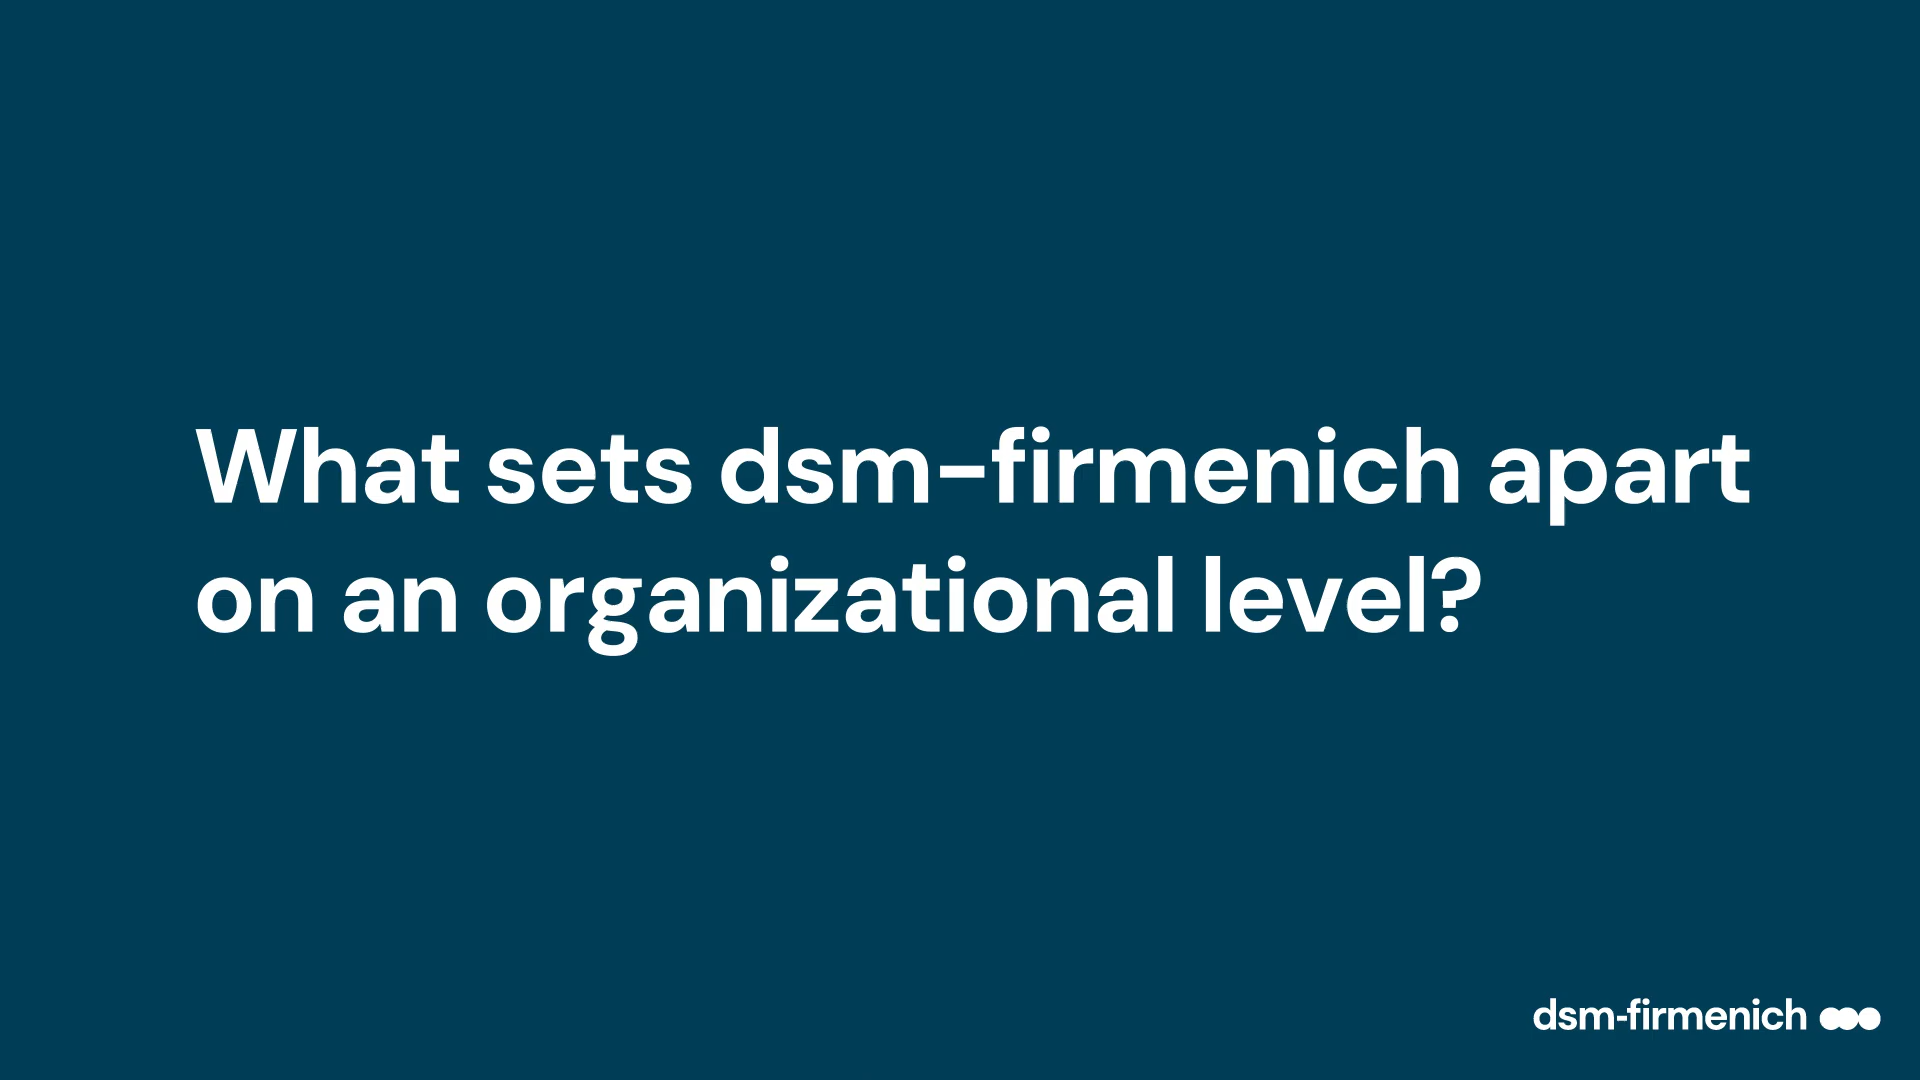 What sets dsm-firmenich apart
on an organizational level?
dsm-firmenich